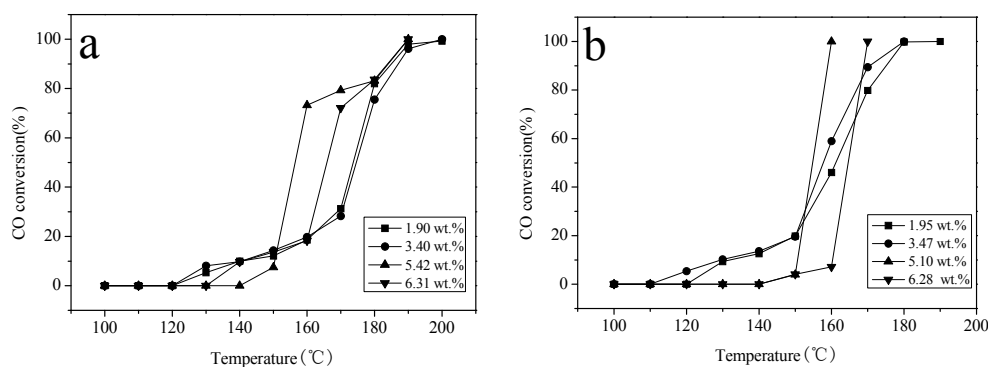 a
CO conversion(%)
100
80
60
40
20
0
1.90 wt.%
3.40 wt.%
5.42 wt.%
6.31 wt.%
100 120 140 160 180 200
Temperature(℃)
b
CO conversion(%)
100
80
60
40
20
0
1.95 wt.%
3.47 wt.%
5.10 wt.%
6.28 wt.%
100 120 140 160 180 200
Temperature(℃)